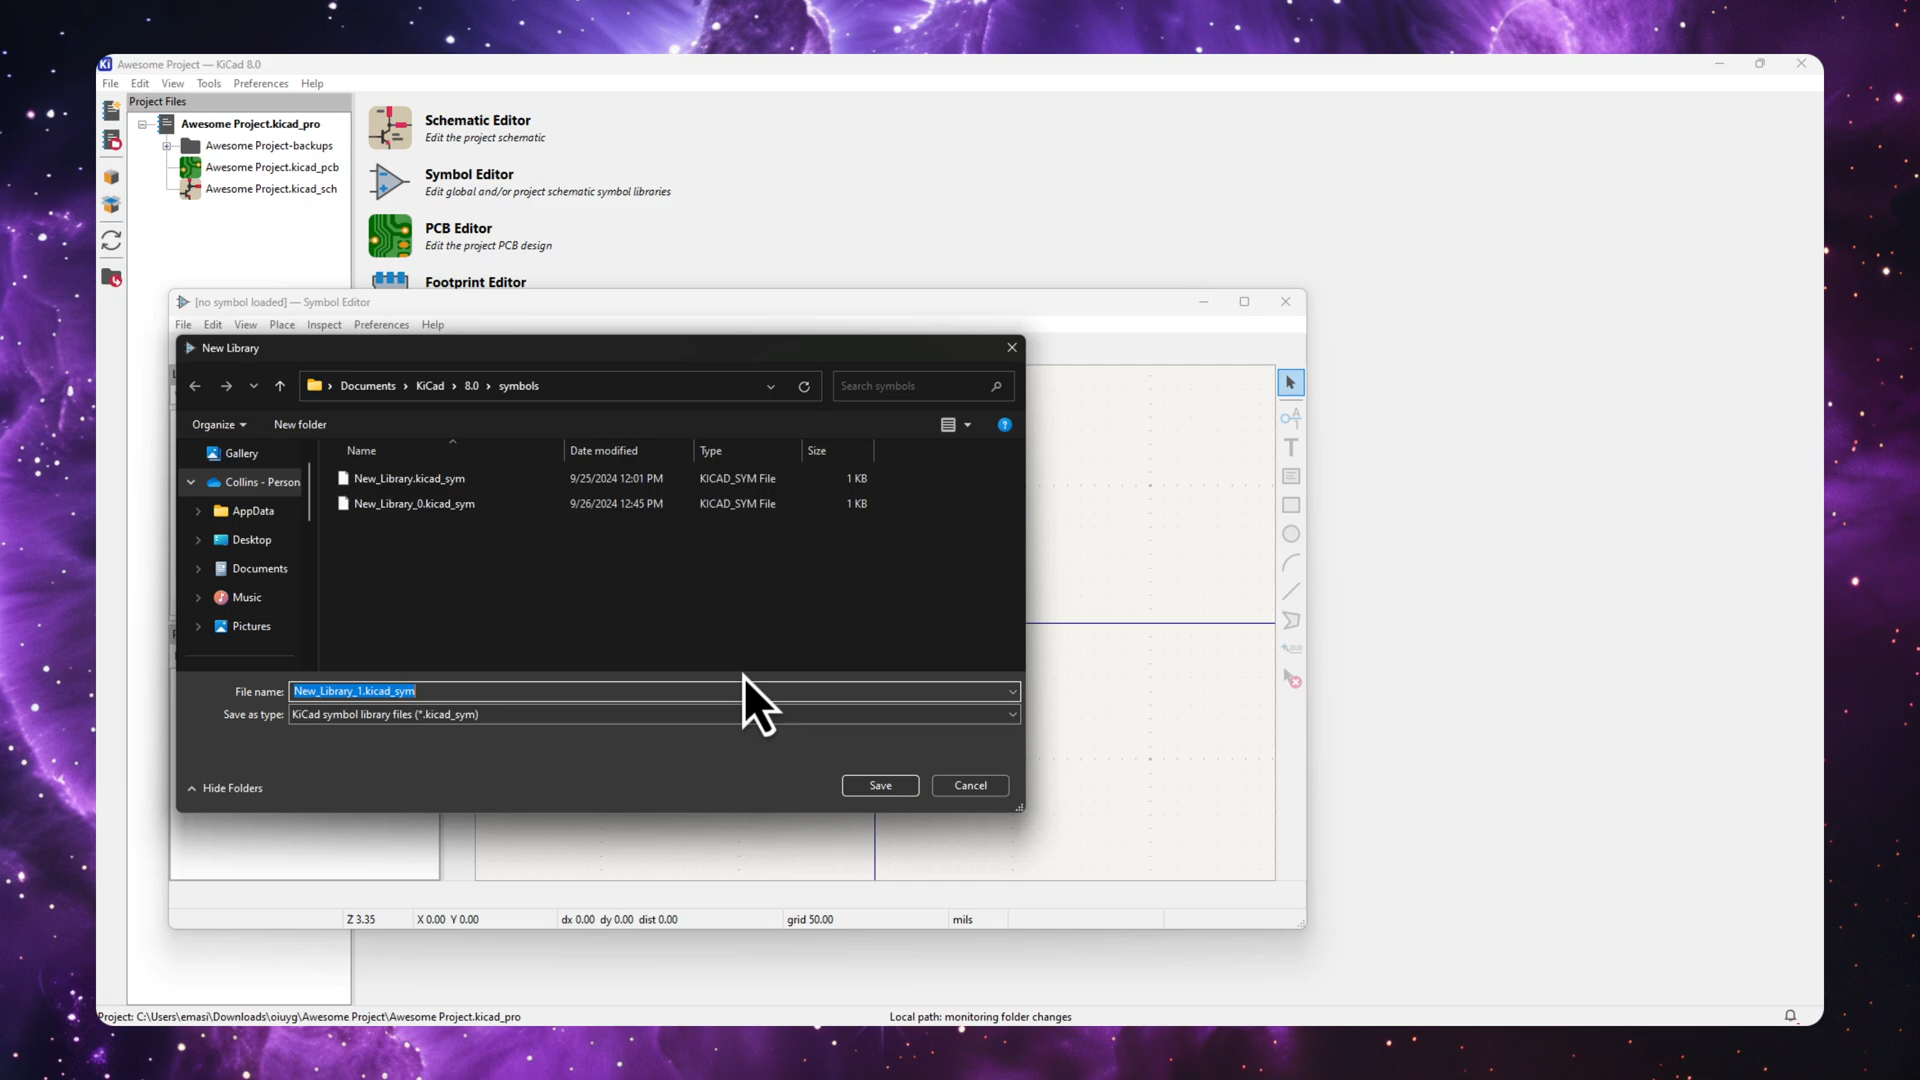 Awesome Project — KiCad 8.0
File Edit View Tools Preferences Help
Project Files
Awesome Project.kicad_pro
Awesome Project-backups
Awesome Project.kicad_pcb
Awesome Project.kicad_sch
Schematic Editor
Edit the project schematic
Symbol Editor
Edit global and/or project schematic symbol libraries
PCB Editor
Edit the project PCB design
Footprint Editor
[no symbol loaded] — Symbol Editor
File Edit View Place Inspect Preferences Help
New Library
Documents › KiCad › 8.0 › symbols
Search symbols
Organize New folder
Name Date modified Type Size
New_Library.kicad_sym 9/25/2024 12:01 PM KICAD_SYM File 1 KB
New_Library_0.kicad_sym 9/26/2024 12:45 PM KICAD_SYM File 1 KB
Gallery
Collins - Person
AppData
Desktop
Documents
Music
Pictures
File name: New_Library_1.kicad_sym
Save as type: KiCad symbol library files (*.kicad_sym)
Hide Folders
Save Cancel
Z 3.35 X 0.00 Y 0.00 dx 0.00 dy 0.00 dist 0.00 grid 50.00 mils
Project: C:\Users\emasi\Downloads\oiuyg\Awesome Project\Awesome Project.kicad_pro
Local path: monitoring folder changes